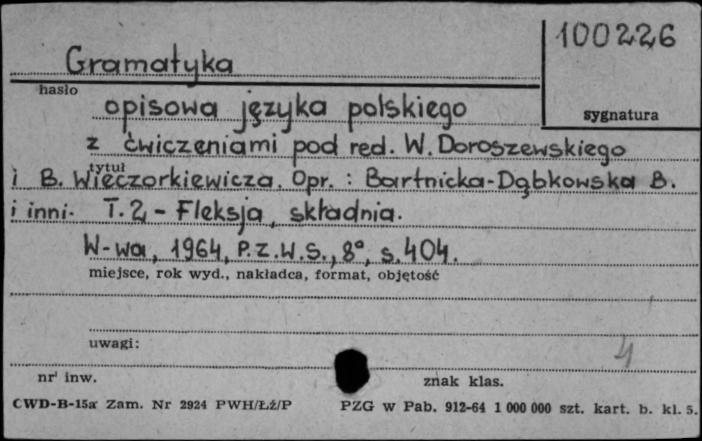 100226
Gramatyka
hasło
sygnatura
opisowa języka polskiego
z ćwiczeniami pod red. W. Doroszewskiego
tytuł
i B. Wieczorkiewicza. Opr.: Bartnicka-Dąbkowska B.
i inni. T. 2 - Fleksja, składnia.
W-wa, 1964, P.Z.W.S., 8°, s. 404.
miejsce, rok wyd., nakładca, format, objętość
uwagi:
4
nr inw.
znak klas.
CWD-B-15a Zam. Nr 2924 PWH/Łź/P PZG w Pab. 912-64 1 000 000 szt. kart. b. kl. 5.